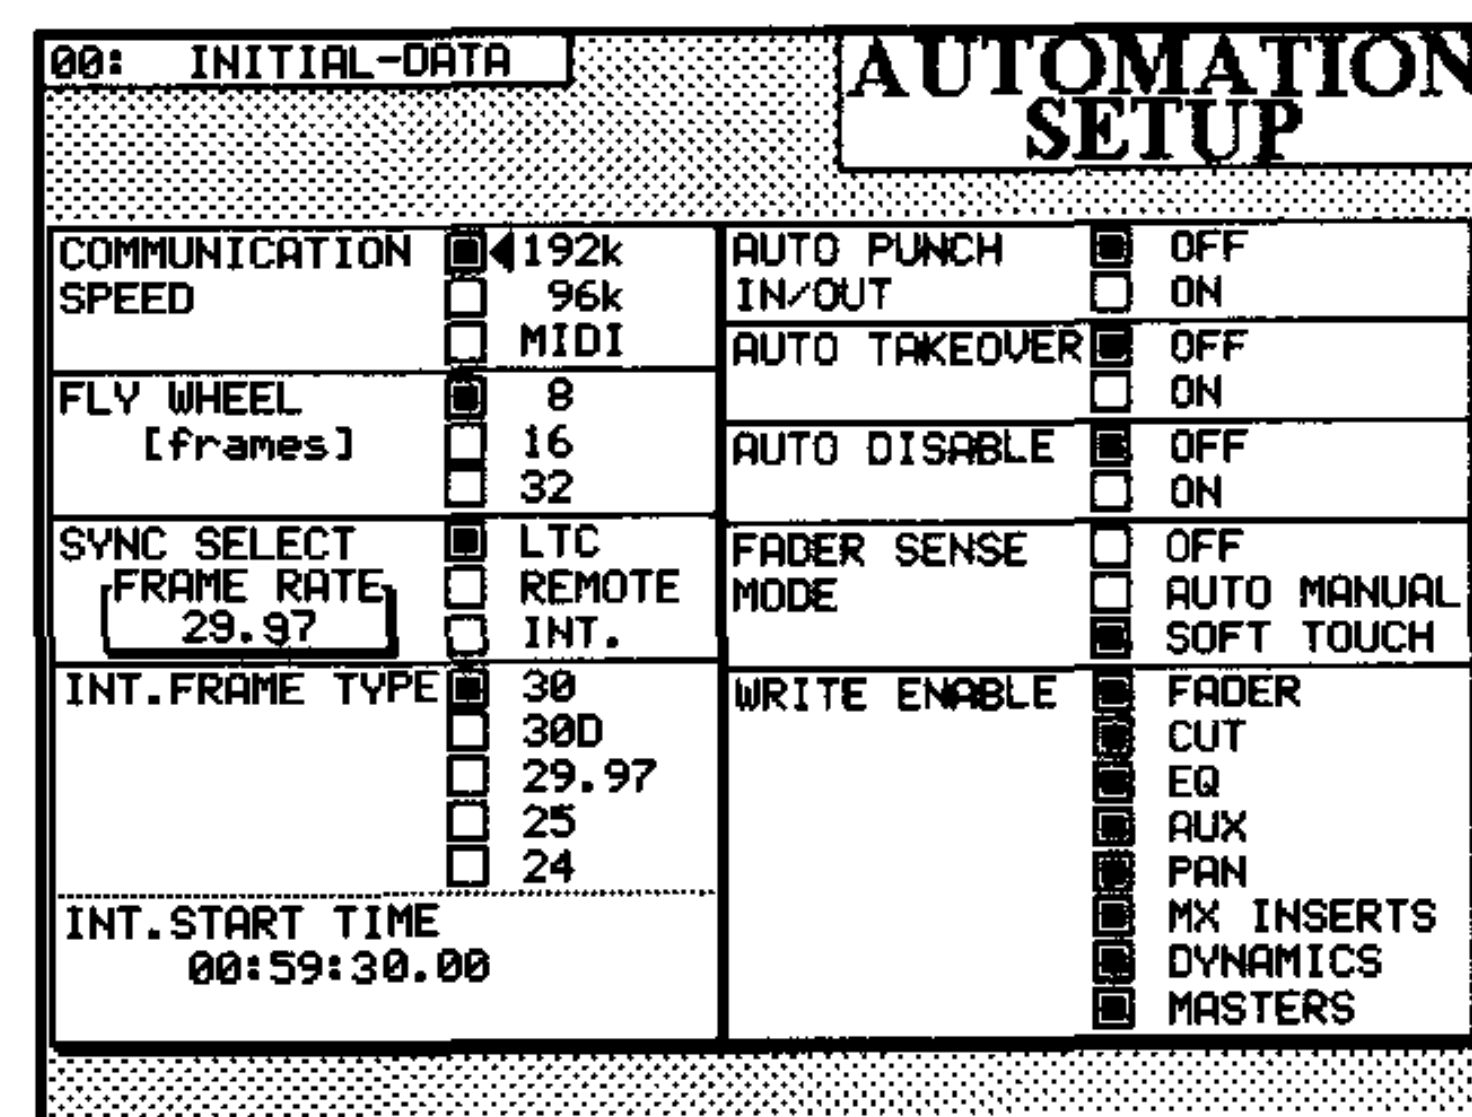 00: INITIAL-DATA
AUTOMATION
SETUP
COMMUNICATION 192k
SPEED 96k
MIDI
FLY WHEEL 8
[frames] 16
32
SYNC SELECT LTC
FRAME RATE REMOTE
29.97 INT.
INT.FRAME TYPE 30
30D
29.97
25
24
INT.START TIME
00:59:30.00
AUTO PUNCH OFF
IN/OUT ON
AUTO TAKEOVER OFF
ON
AUTO DISABLE OFF
ON
FADER SENSE OFF
MODE AUTO MANUAL
SOFT TOUCH
WRITE ENABLE FADER
CUT
EQ
AUX
PAN
MX INSERTS
DYNAMICS
MASTERS